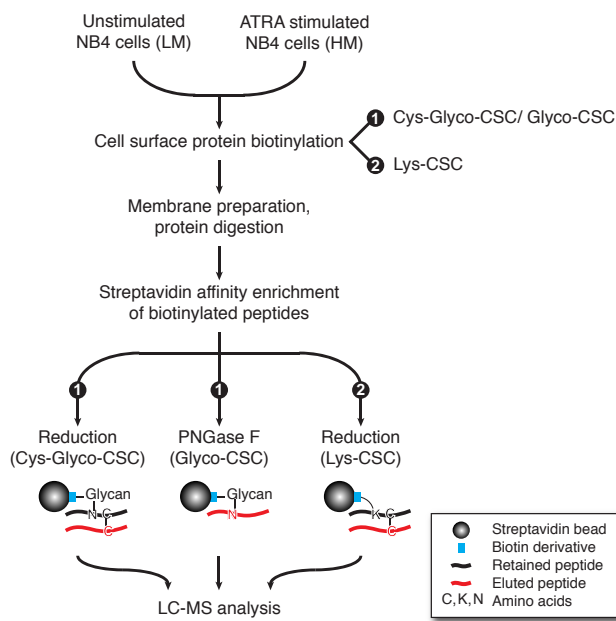 Unstimulated
NB4 cells (LM)
ATRA stimulated
NB4 cells (HM)
Cell surface protein biotinylation
1 Cys-Glyco-CSC/ Glyco-CSC
2 Lys-CSC
Membrane preparation,
protein digestion
Streptavidin affinity enrichment
of biotinylated peptides
1
1
2
Reduction
(Cys-Glyco-CSC)
PNGase F
(Glyco-CSC)
Reduction
(Lys-CSC)
Glycan
N C
C
Glycan
N
K C
C
LC-MS analysis
Streptavidin bead
Biotin derivative
Retained peptide
Eluted peptide
C,K,N Amino acids